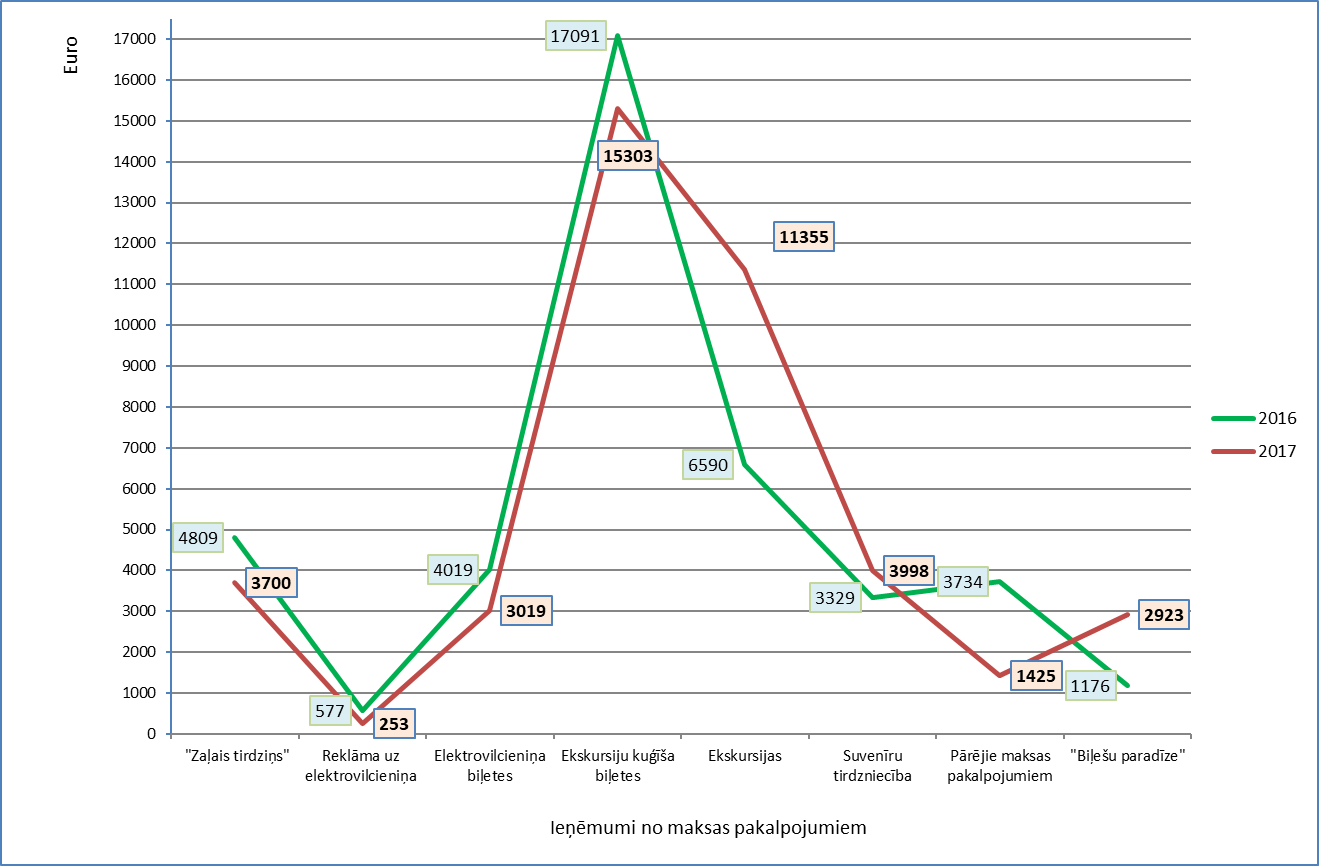 Euro
17000
16000
15000
14000
13000
12000
11000
10000
9000
8000
7000
6000
5000
4000
3000
2000
1000
0
17091
15303
11355
6590
4809
3700
4019
3019
577
253
3329
3998
3734
1425
1176
2923
2016
2017
"Zaļais tirdziņs"
Reklāma uz
elektrovilcieniņa
Elektrovilcieniņa
biļetes
Ekskursiju kuģīša
biļetes
Ekskursijas
Suvenīru
tirdzniecība
Pārējie maksas
pakalpojumiem
"Biļešu paradīze"
Ieņēmumi no maksas pakalpojumiem